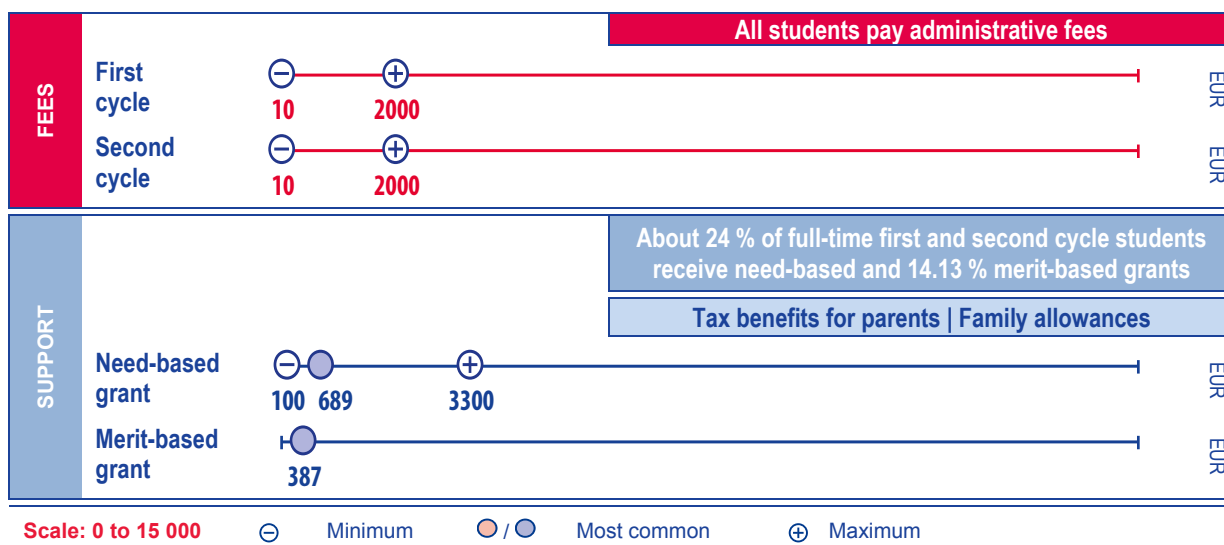 All students pay administrative fees
FEES
First
cycle
10 2000
EUR
Second
cycle
10 2000
EUR
SUPPORT
About 24 % of full-time first and second cycle students
receive need-based and 14.13 % merit-based grants
Tax benefits for parents | Family allowances
Need-based
grant
100 689 3300
EUR
Merit-based
grant
387
EUR
Scale: 0 to 15 000 Minimum / Most common Maximum